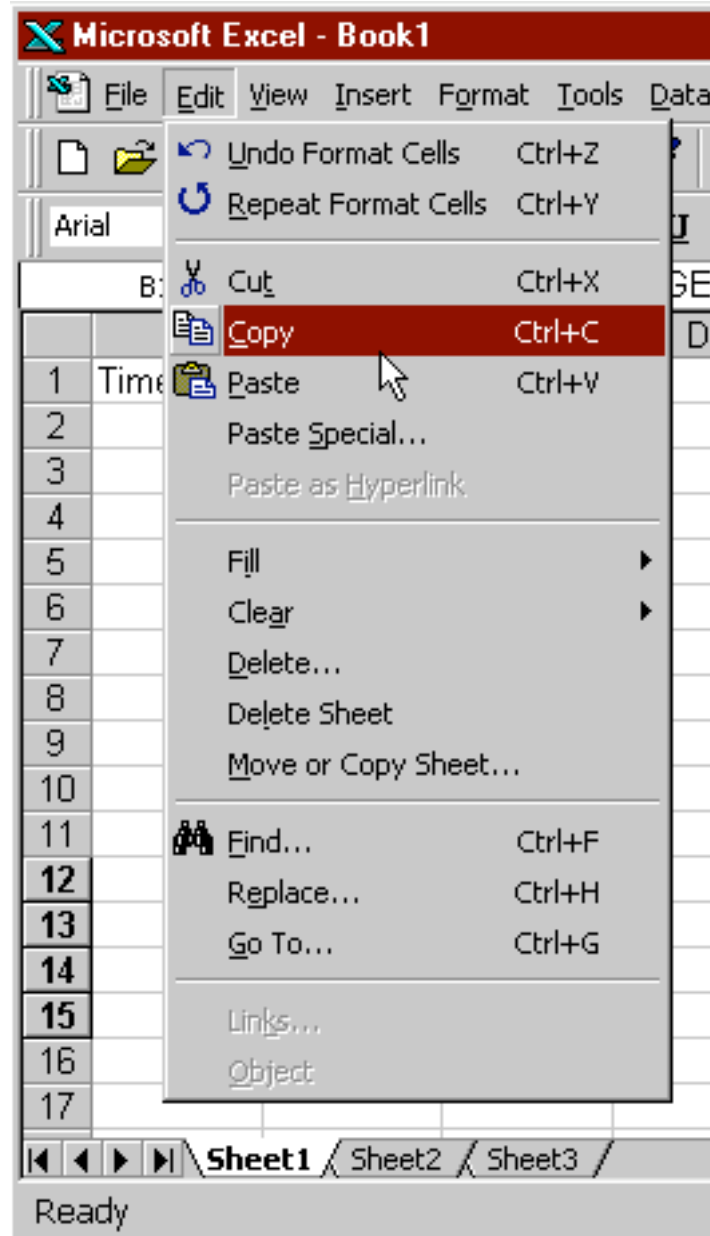 Microsoft Excel - Book1
File Edit View Insert Format Tools Data
Undo Format Cells Ctrl+Z
Repeat Format Cells Ctrl+Y
Arial
Cut Ctrl+X
Copy Ctrl+C
D
1 Time
Paste Ctrl+V
2
Paste Special...
3
Paste as Hyperlink
4
5
Fill
6
Clear
7
Delete...
8
Delete Sheet
9
Move or Copy Sheet...
10
11
Find... Ctrl+F
12
Replace... Ctrl+H
13
Go To... Ctrl+G
14
15
Links...
16
Object
17
Sheet1 Sheet2 Sheet3
Ready